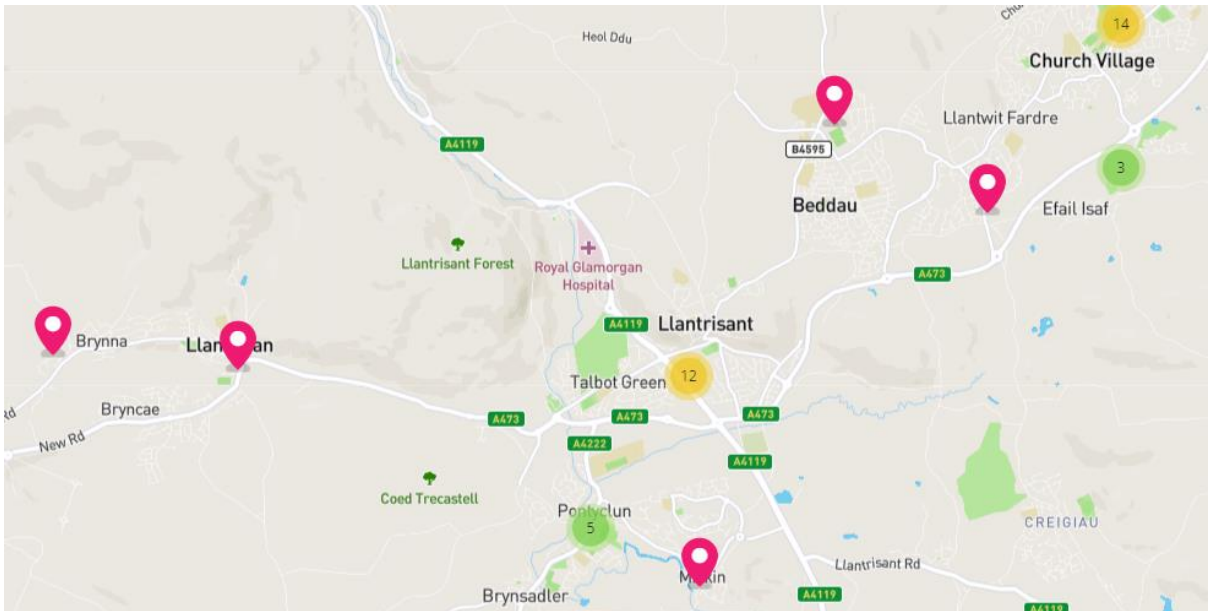 Heol Ddu
14
Church Village
Llantwit Fardre
A4119
B4595
3
Beddau
Efail Isaf
Llantrisant Forest
Royal Glamorgan
Hospital
A473
A4119
Llantrisant
Brynna
Talbot Green
12
Bryncae
A473
A473
A473
New Rd
A4222
A4119
Coed Trecastell
Pontyclun
5
CREIGIAU
Llantrisant Rd
Brynsadler
A4119
A4119